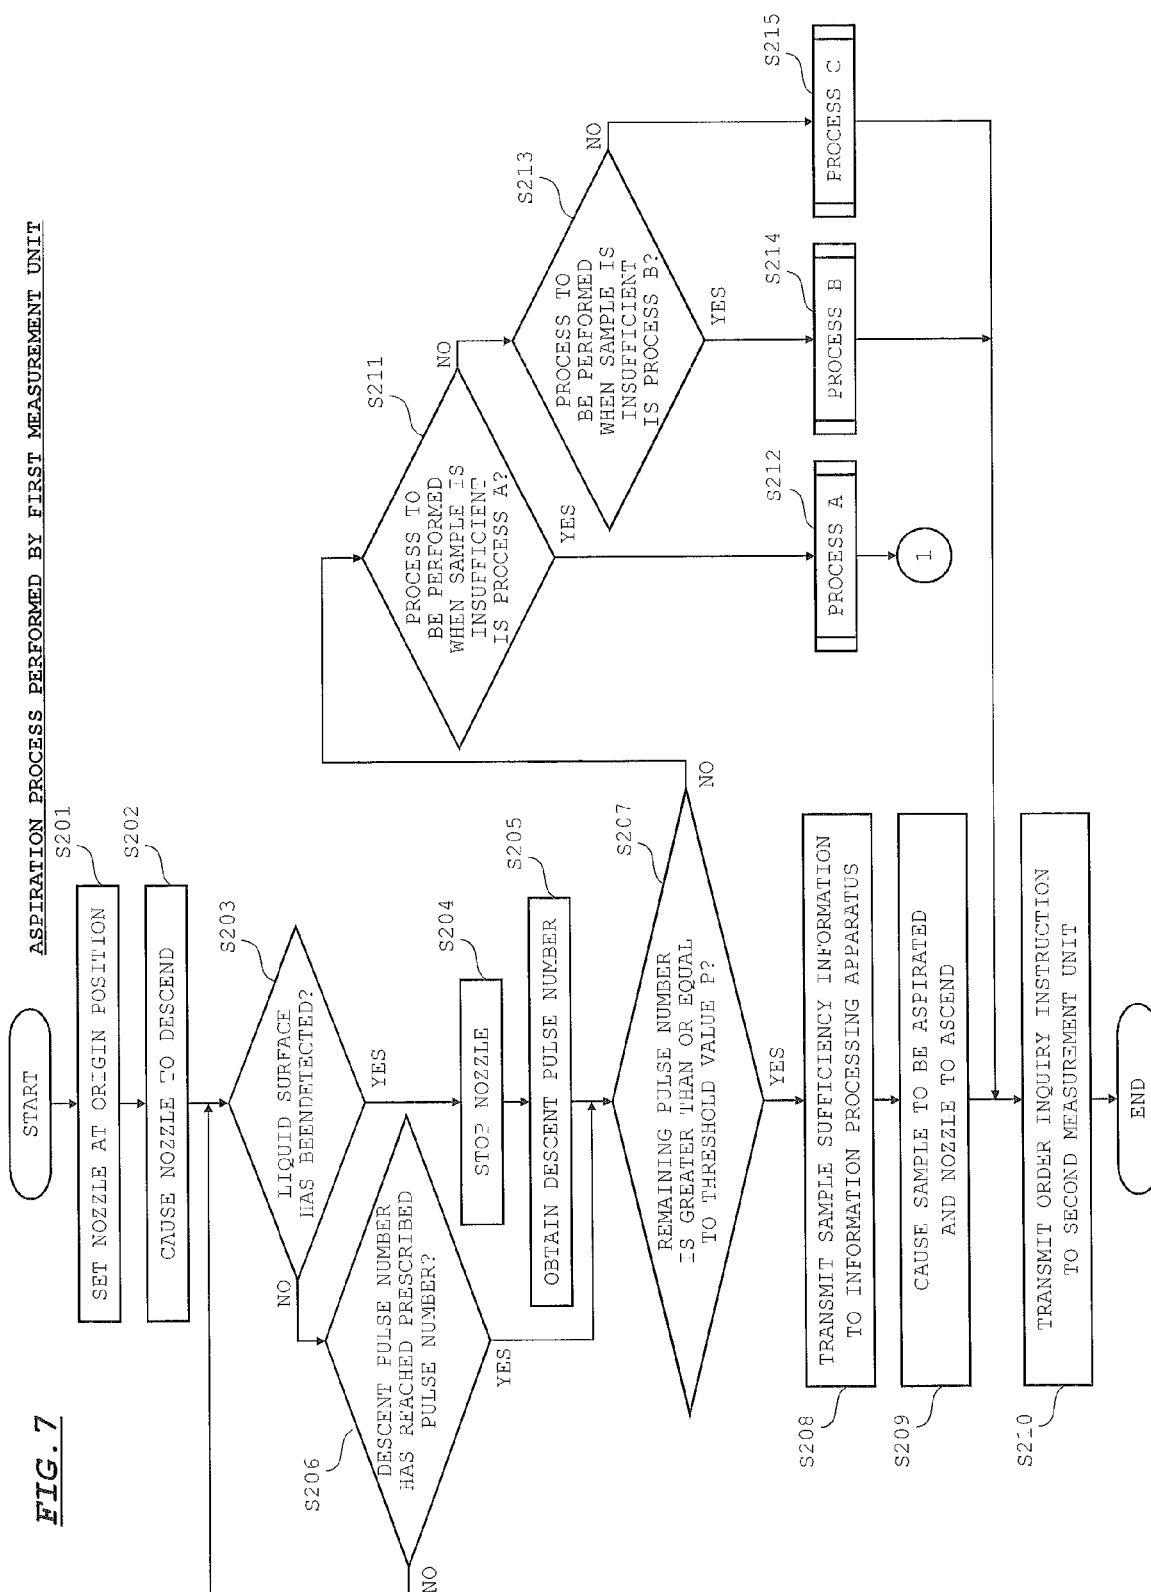 FIG. 7
ASPIRATION PROCESS PERFORMED BY FIRST MEASUREMENT UNIT
START
S201
SET NOZZLE AT ORIGIN POSITION
S202
CAUSE NOZZLE TO DESCEND
S203
LIQUID SURFACE
HAS BEENDETECTED?
NO
YES
S206
DESCENT PULSE NUMBER
HAS REACHED PRESCRIBED
PULSE NUMBER?
NO
YES
S204
STOP NOZZLE
S205
OBTAIN DESCENT PULSE NUMBER
S207
REMAINING PULSE NUMBER
IS GREATER THAN OR EQUAL
TO THRESHOLD VALUE P?
NO
YES
S208
TRANSMIT SAMPLE SUFFICIENCY INFORMATION
TO INFORMATION PROCESSING APPARATUS
S209
CAUSE SAMPLE TO BE ASPIRATED
AND NOZZLE TO ASCEND
S210
TRANSMIT ORDER INQUIRY INSTRUCTION
TO SECOND MEASUREMENT UNIT
END
S211
PROCESS TO
BE PERFORMED
WHEN SAMPLE IS
INSUFFICIENT
IS PROCESS A?
NO
YES
S212
PROCESS A
1
S213
PROCESS TO
BE PERFORMED
WHEN SAMPLE IS
INSUFFICIENT
IS PROCESS B?
NO
YES
S214
PROCESS B
S215
PROCESS C